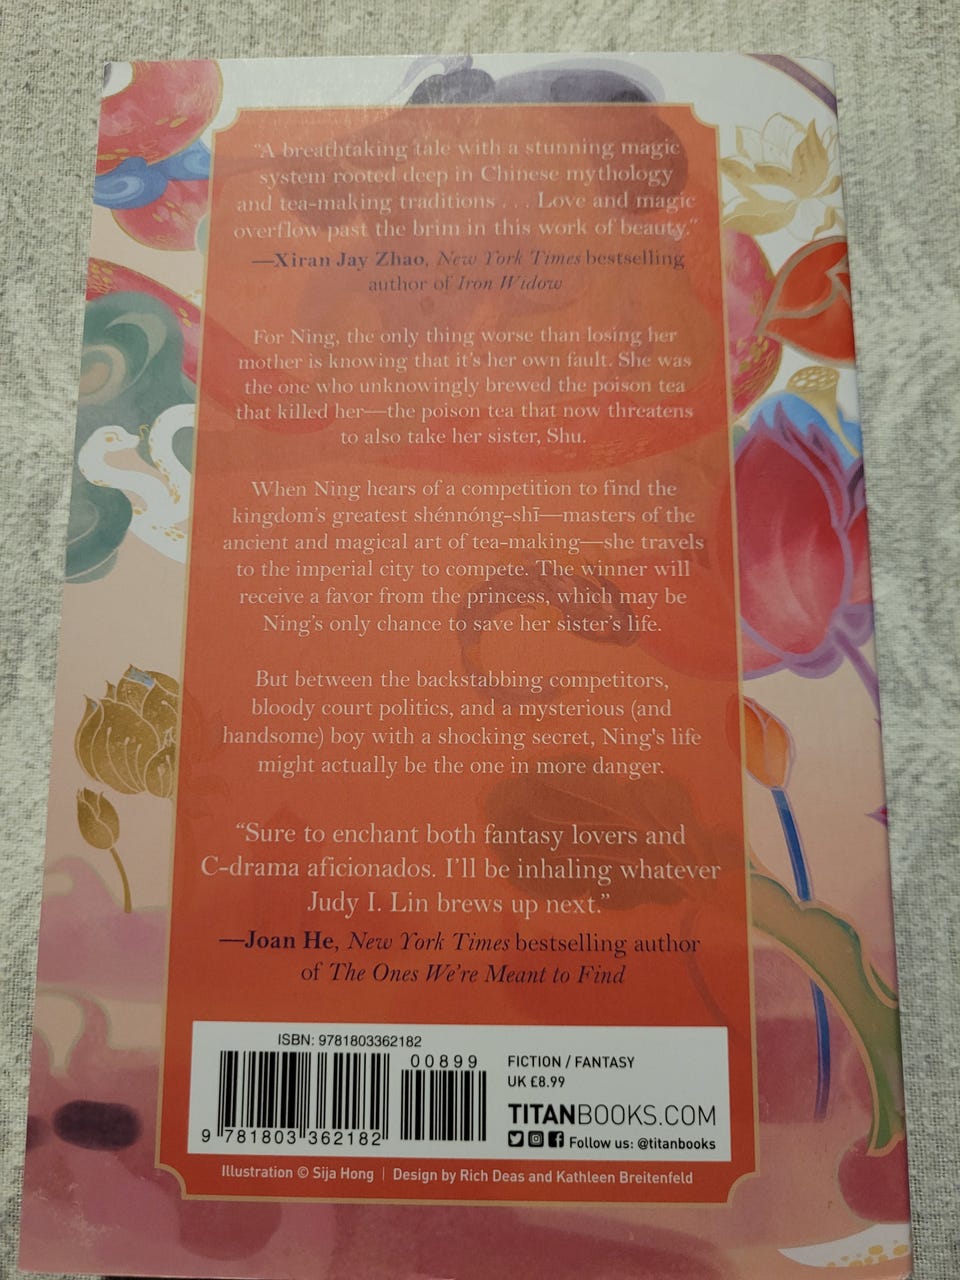 "A breathtaking tale with a stunning magic
system rooted deep in Chinese mythology
and tea-making traditions . . . Love and magic
overflow past the brim in this work of beauty."
—Xiran Jay Zhao, New York Times bestselling
author of Iron Widow
For Ning, the only thing worse than losing her
mother is knowing that it's her own fault. She was
the one who unknowingly brewed the poison tea
that killed her—the poison tea that now threatens
to also take her sister, Shu.
When Ning hears of a competition to find the
kingdom's greatest shénnóng-shī—masters of the
ancient and magical art of tea-making—she travels
to the imperial city to compete. The winner will
receive a favor from the princess, which may be
Ning's only chance to save her sister's life.
But between the backstabbing competitors,
bloody court politics, and a mysterious (and
handsome) boy with a shocking secret, Ning's life
might actually be the one in more danger.
"Sure to enchant both fantasy lovers and
C-drama aficionados. I'll be inhaling whatever
Judy I. Lin brews up next."
—Joan He, New York Times bestselling author
of The Ones We're Meant to Find
ISBN: 9781803362182
00899
9 781803 362182
FICTION / FANTASY
UK £8.99
TITANBOOKS.COM
Follow us: @titanbooks
Illustration © Sija Hong | Design by Rich Deas and Kathleen Breitenfeld